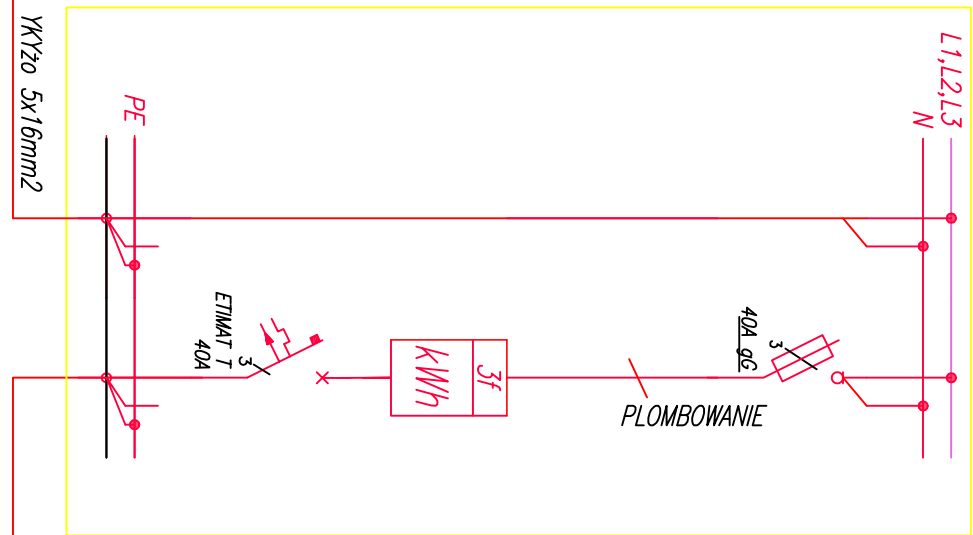 L1,L2,L3
N
PE
YKYżo 5x16mm2
ETIMAT T
40A
3
kWh
3f
PLOMBOWANIE
40A gG
3